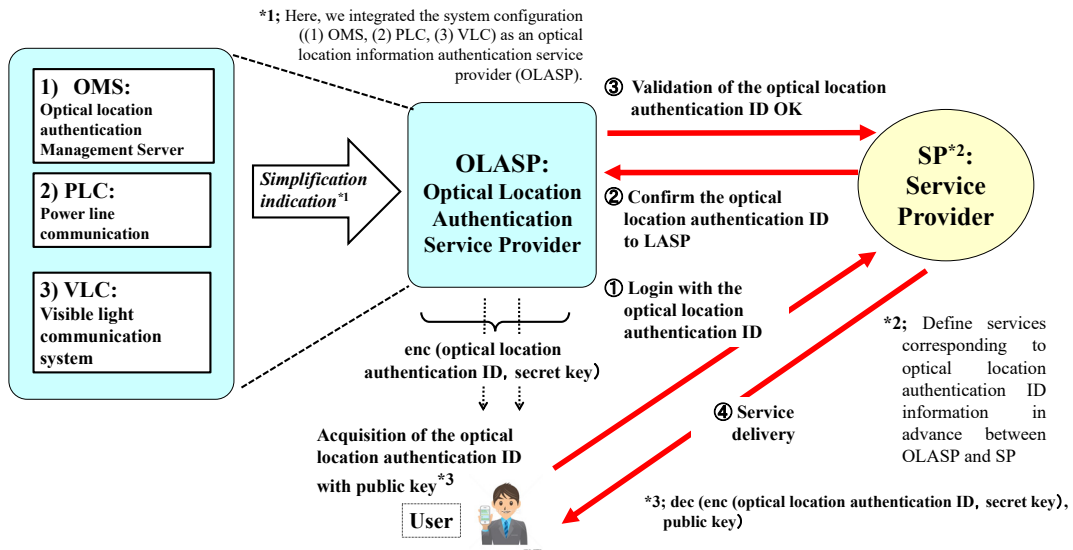 *1; Here, we integrated the system configuration
((1) OMS, (2) PLC, (3) VLC) as an optical
location information authentication service
provider (OLASP).
1) OMS:
Optical location
authentication
Management Server
2) PLC:
Power line
communication
3) VLC:
Visible light
communication
system
Simplification
indication*1
OLASP:
Optical Location
Authentication
Service Provider
③ Validation of the optical location
authentication ID OK
SP*2:
Service
Provider
② Confirm the optical
location authentication ID
to LASP
① Login with the
optical location
authentication ID
enc (optical location
authentication ID, secret key)
*2; Define services
corresponding to
optical location
authentication ID
information in
advance between
OLASP and SP
④ Service
delivery
Acquisition of the optical
location authentication ID
with public key*3
User
*3; dec (enc (optical location authentication ID, secret key),
public key)